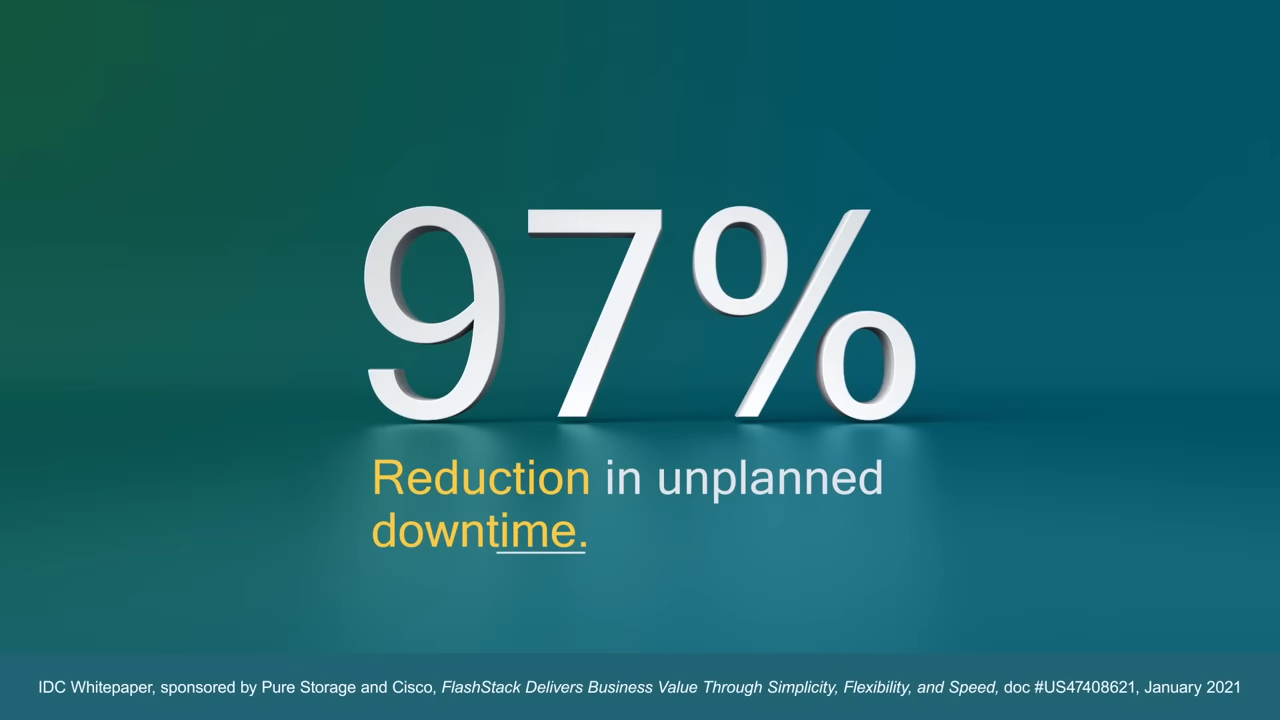 97%
Reduction in unplanned
downtime.
IDC Whitepaper, sponsored by Pure Storage and Cisco, FlashStack Delivers Business Value Through Simplicity, Flexibility, and Speed, doc #US47408621, January 2021